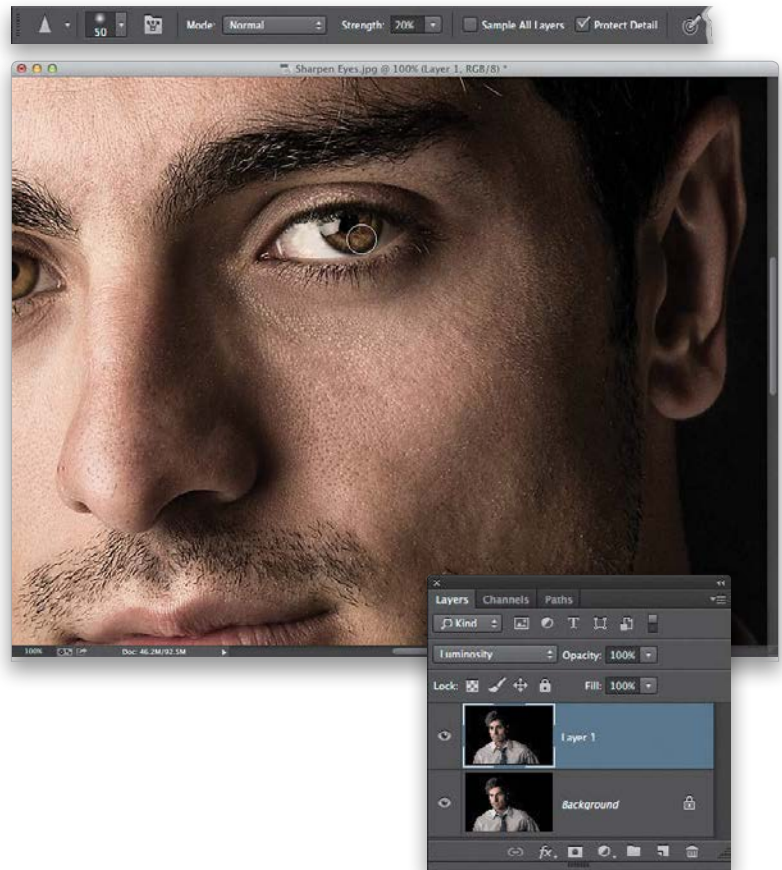 50 Mode: Normal Strength: 20% Sample All Layers Protect Detail
Sharpen Eyes.jpg @ 100% (Layer 1, RGB/8) *
100% Doc: 46.2M/92.5M
Layers Channels Paths
Kind T
Luminosity Opacity: 100%
Lock: Fill: 100%
Layer 1
Background
fx